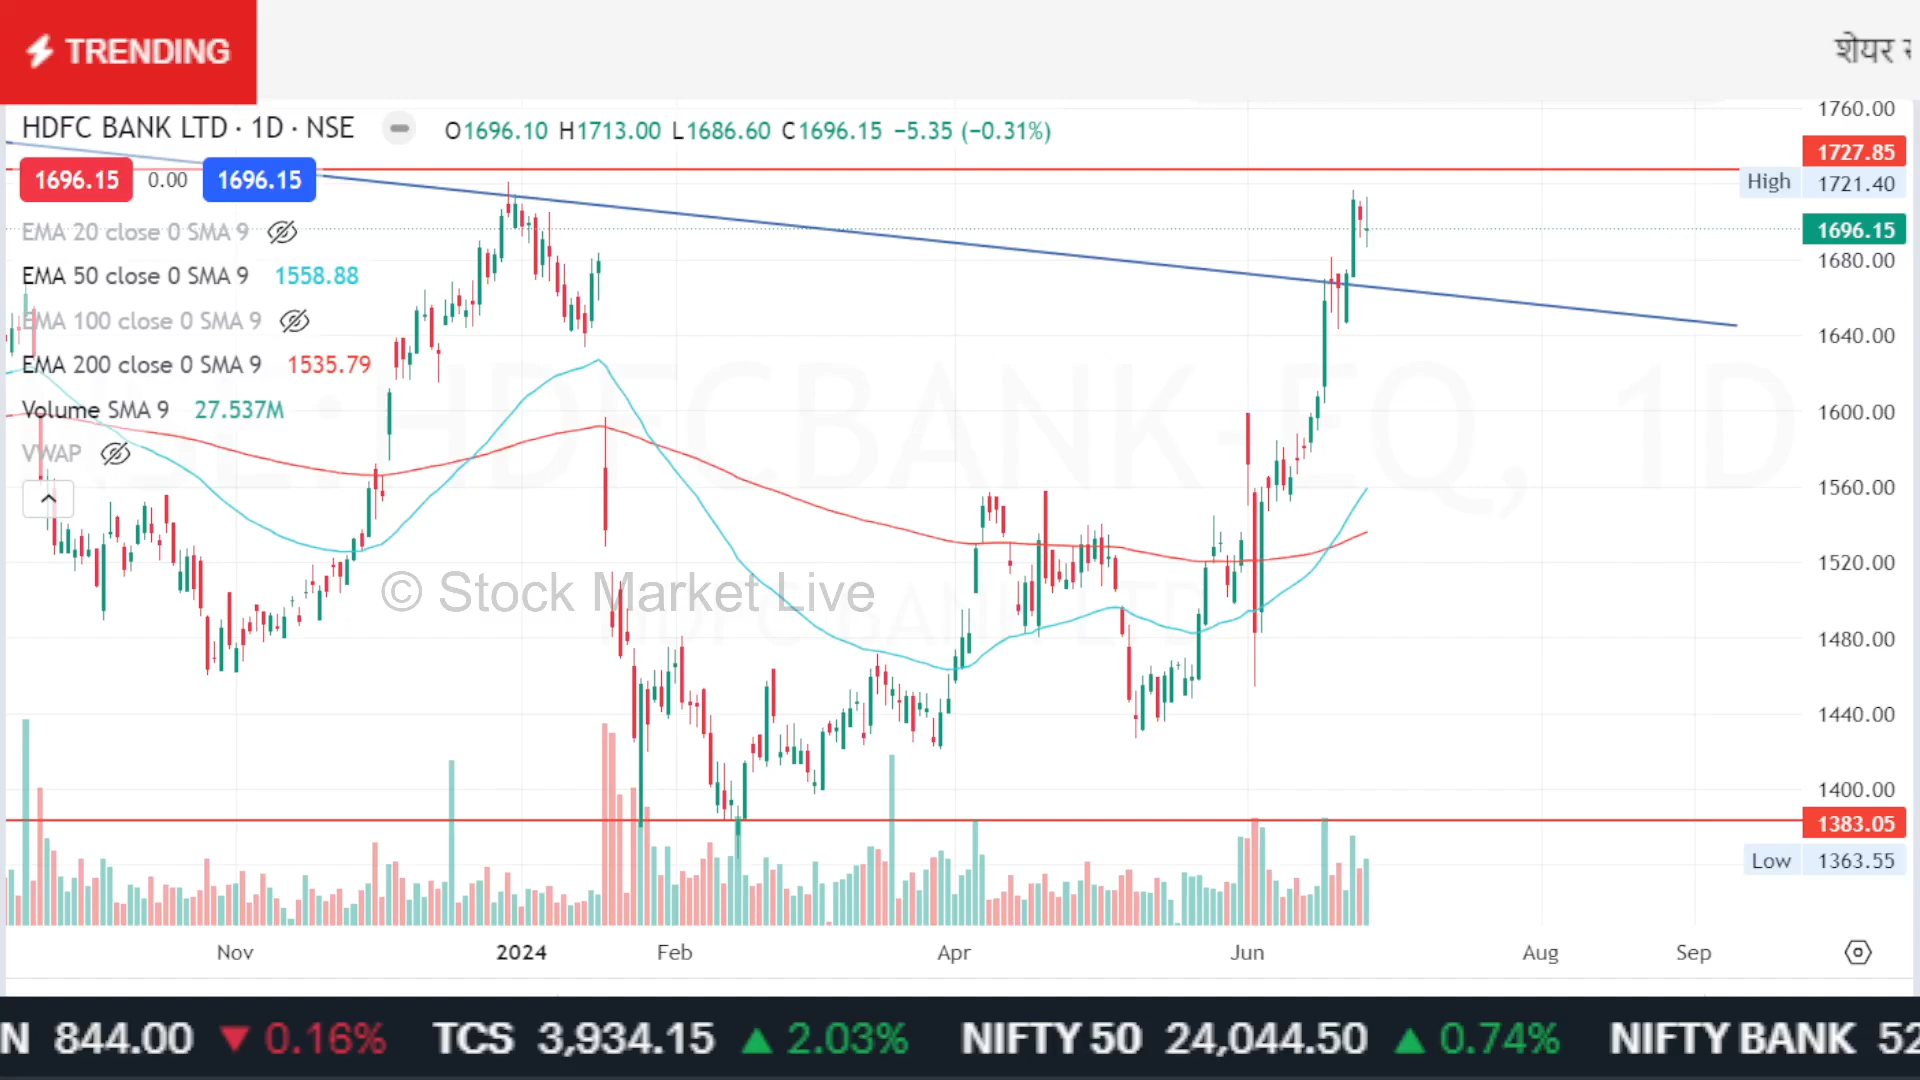 TRENDING
शेयर
HDFC BANK LTD · 1D · NSE
O1696.10 H1713.00 L1686.60 C1696.15 −5.35 (−0.31%)
1696.15 0.00 1696.15
EMA 20 close 0 SMA 9
EMA 50 close 0 SMA 9 1558.88
EMA 100 close 0 SMA 9
EMA 200 close 0 SMA 9 1535.79
Volume SMA 9 27.537M
VWAP
1760.00
1727.85
High 1721.40
1696.15
1680.00
1640.00
1600.00
1560.00
1520.00
1480.00
1440.00
1400.00
1383.05
Low 1363.55
HDFCBANK-EQ, 1D
HDFC BANK LTD
© Stock Market Live
Nov 2024 Feb Apr Jun Aug Sep
N 844.00 ▼ 0.16% TCS 3,934.15 ▲ 2.03% NIFTY 50 24,044.50 ▲ 0.74% NIFTY BANK 52